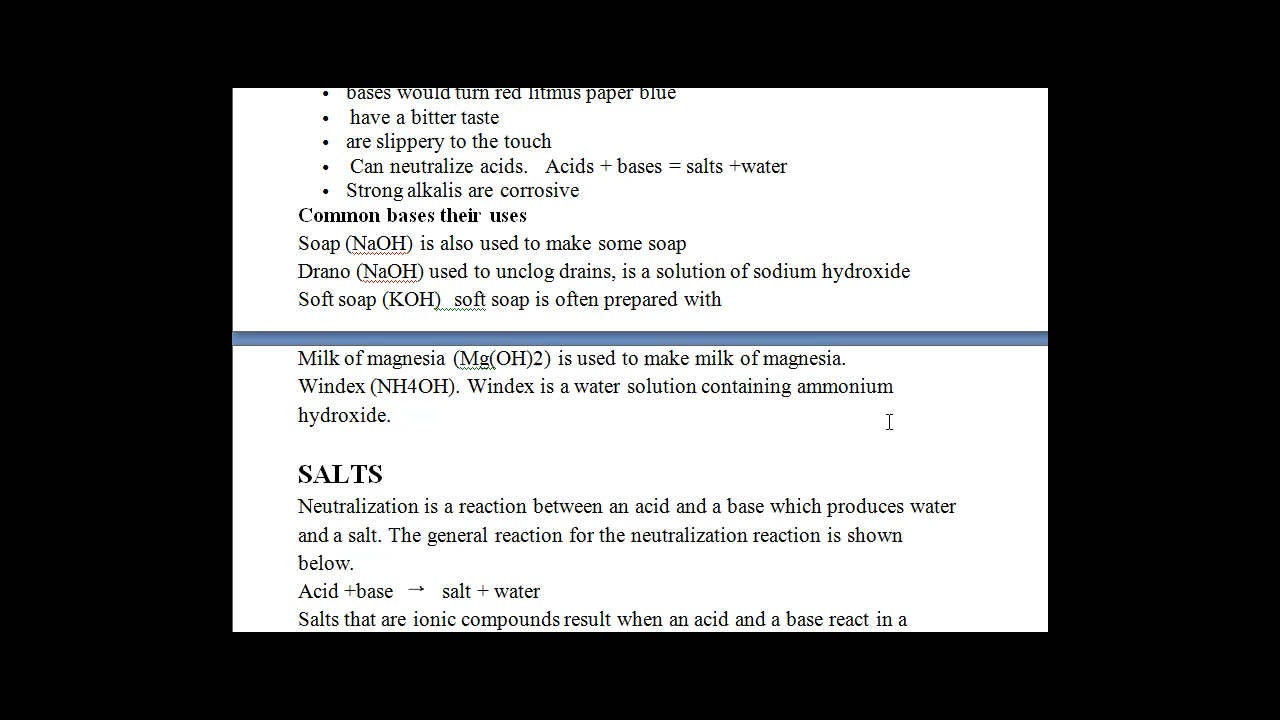 • bases would turn red litmus paper blue
• have a bitter taste
• are slippery to the touch
• Can neutralize acids. Acids + bases = salts +water
• Strong alkalis are corrosive
Common bases their uses
Soap (NaOH) is also used to make some soap
Drano (NaOH) used to unclog drains, is a solution of sodium hydroxide
Soft soap (KOH) soft soap is often prepared with
Milk of magnesia (Mg(OH)2) is used to make milk of magnesia.
Windex (NH4OH). Windex is a water solution containing ammonium
hydroxide.
SALTS
Neutralization is a reaction between an acid and a base which produces water
and a salt. The general reaction for the neutralization reaction is shown
below.
Acid +base → salt + water
Salts that are ionic compounds result when an acid and a base react in a